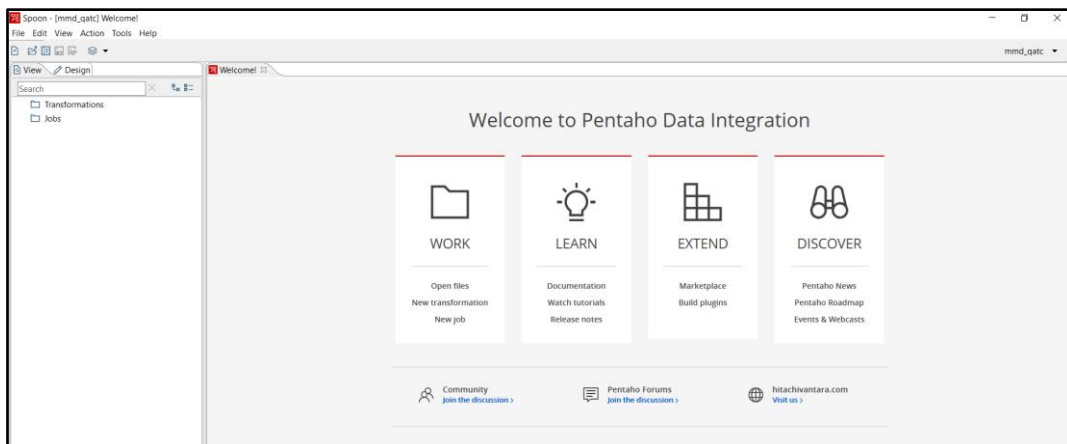 Spoon - [mmd_qatc] Welcome!
File Edit View Action Tools Help
mmd_qatc
View Design
Welcome!
Search
Transformations
Jobs
Welcome to Pentaho Data Integration
WORK
Open files
New transformation
New job
LEARN
Documentation
Watch tutorials
Release notes
EXTEND
Marketplace
Build plugins
DISCOVER
Pentaho News
Pentaho Roadmap
Events & Webcasts
Community
Join the discussion >
Pentaho Forums
Join the discussion >
hitachivantara.com
Visit us >